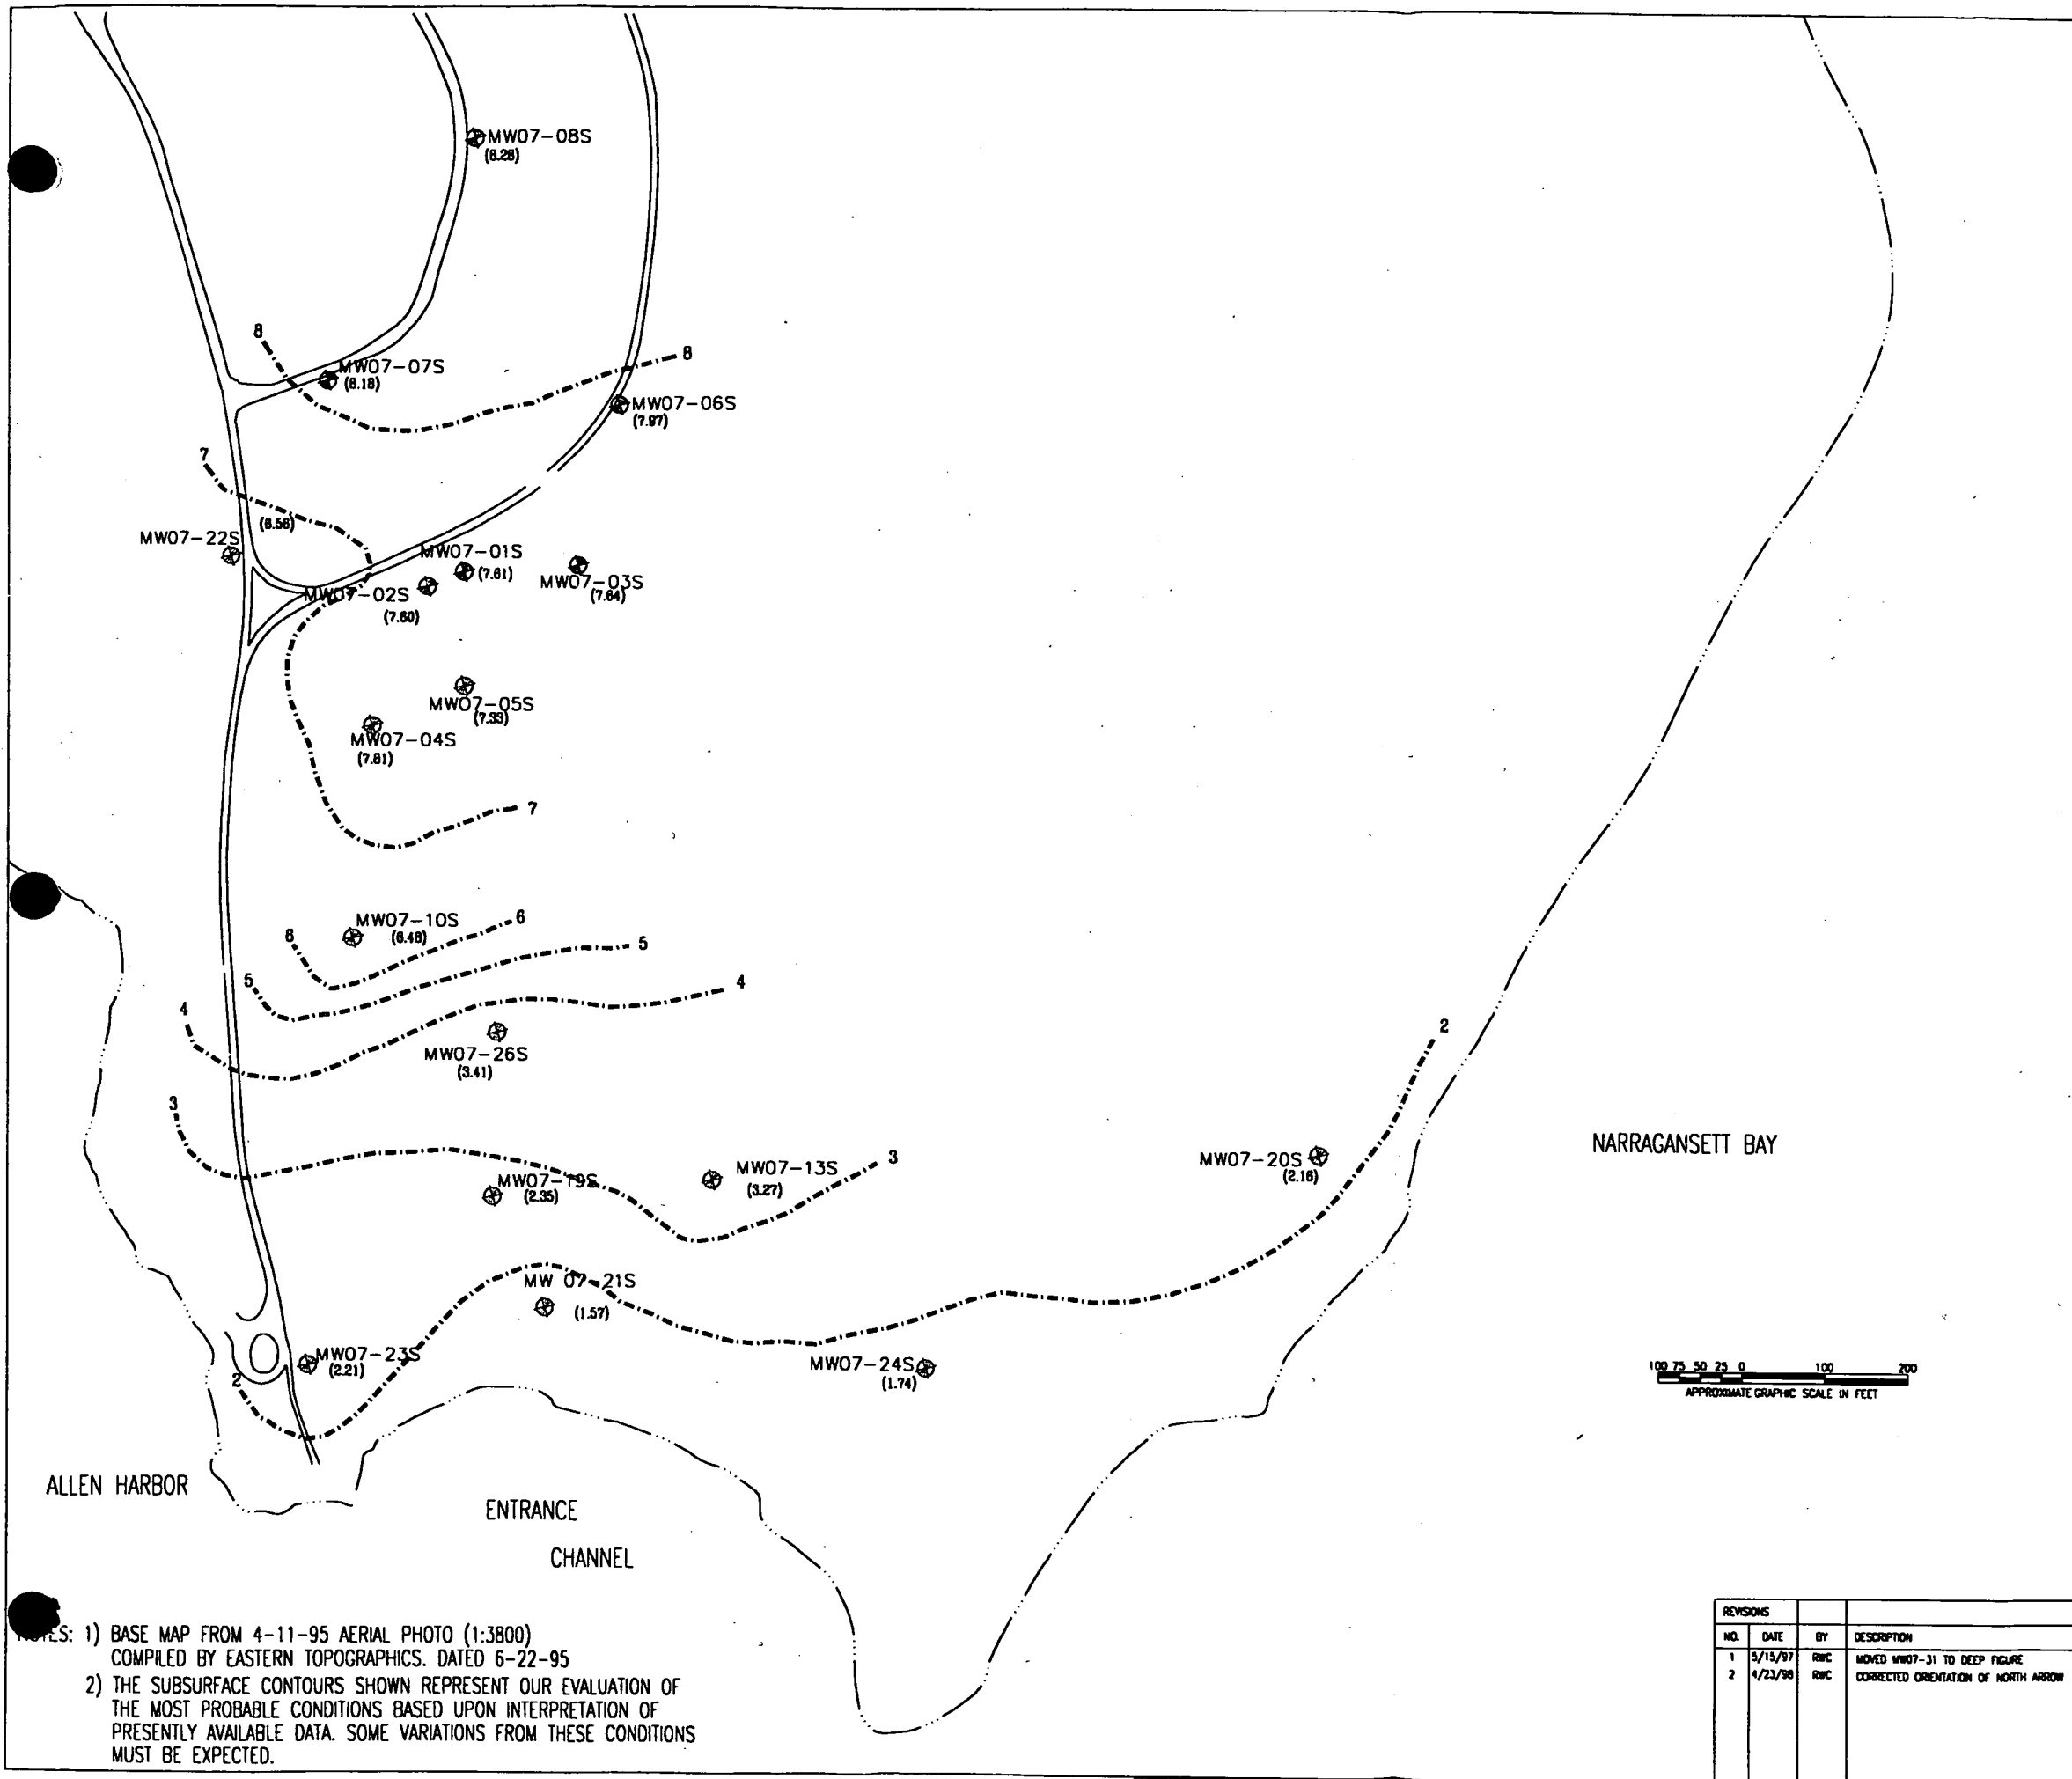 MW07-08S
(8.28)
8
8
MW07-07S
(8.18)
MW07-06S
(7.97)
7
(6.56)
MW07-22S
MW07-01S
(7.61)
MW07-03S
(7.64)
MW07-02S
(7.60)
MW07-05S
(7.33)
MW07-04S
(7.81)
7
MW07-10S
(6.48)
6
6
5
5
4
4
MW07-26S
(3.41)
2
3
3
MW07-19S
(2.35)
MW07-13S
(3.27)
MW07-20S
(2.16)
NARRAGANSETT BAY
MW 07-21S
(1.57)
MW07-23S
(2.21)
2
MW07-24S
(1.74)
100 75 50 25 0 100 200
APPROXIMATE GRAPHIC SCALE IN FEET
ALLEN HARBOR
ENTRANCE
CHANNEL
1) BASE MAP FROM 4-11-95 AERIAL PHOTO (1:3800)
COMPILED BY EASTERN TOPOGRAPHICS. DATED 6-22-95
2) THE SUBSURFACE CONTOURS SHOWN REPRESENT OUR EVALUATION OF
THE MOST PROBABLE CONDITIONS BASED UPON INTERPRETATION OF
PRESENTLY AVAILABLE DATA. SOME VARIATIONS FROM THESE CONDITIONS
MUST BE EXPECTED.
REVISIONS
NO. DATE BY DESCRIPTION
1 5/15/97 RWC MOVED MW07-31 TO DEEP FIGURE
2 4/23/98 RWC CORRECTED ORIENTATION OF NORTH ARROW